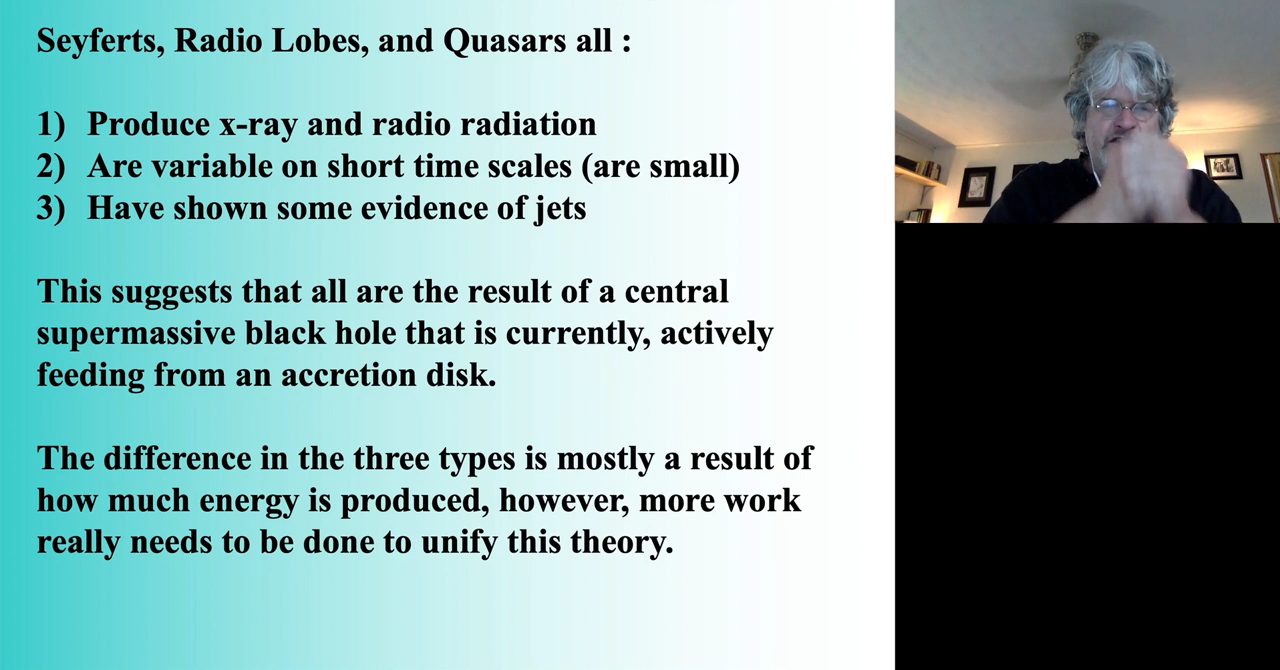 Seyferts, Radio Lobes, and Quasars all :
1) Produce x-ray and radio radiation
2) Are variable on short time scales (are small)
3) Have shown some evidence of jets
This suggests that all are the result of a central
supermassive black hole that is currently, actively
feeding from an accretion disk.
The difference in the three types is mostly a result of
how much energy is produced, however, more work
really needs to be done to unify this theory.